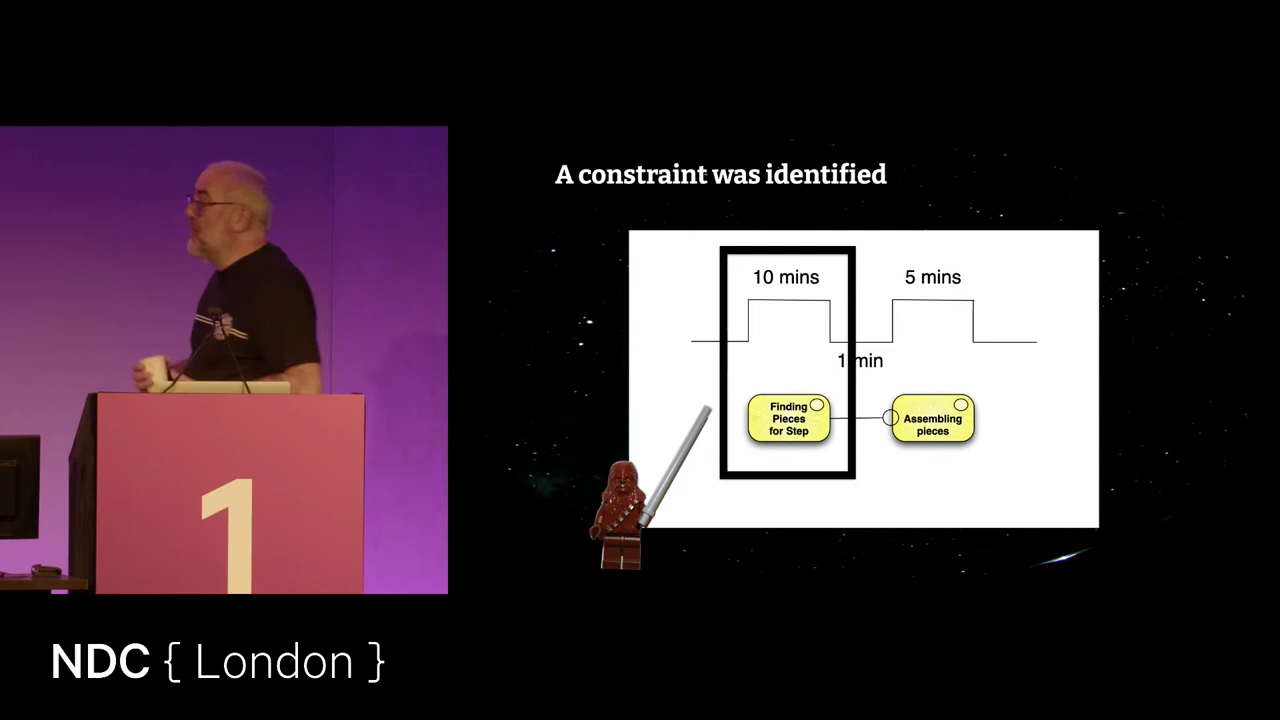 A constraint was identified
10 mins
5 mins
1 min
Finding
Pieces
for Step
Assembling
pieces
1
NDC { London }